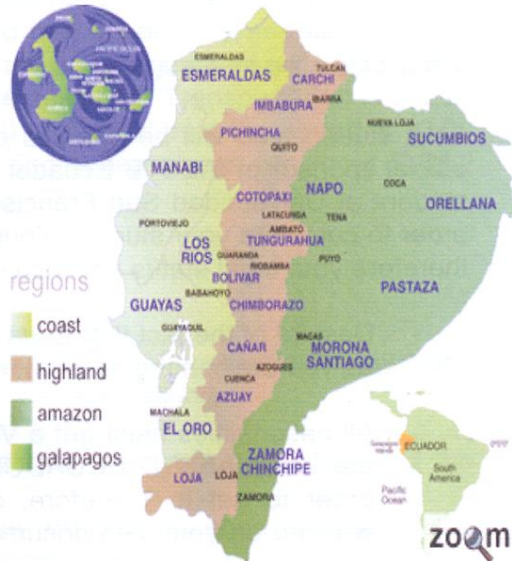 PACIFIC OCEAN
ESMERALDAS
ESMERALDAS
TULCAN
CARCHI
IMBABURA
IBARRA
PICHINCHA
QUITO
NUEVA LOJA
SUCUMBIOS
MANABI
COTOPAXI
NAPO
COCA
ORELLANA
PORTOVIEJO
LATACUNGA
TENA
AMBATO
LOS
RIOS
TUNGURAHUA
GUARANDA
RIOBAMBA
PUYO
BOLIVAR
PASTAZA
BABAHOYO
GUAYAS
CHIMBORAZO
GUAYAQUIL
MACAS
CAÑAR
MORONA
SANTIAGO
AZOGUES
CUENCA
AZUAY
MACHALA
EL ORO
ZAMORA
CHINCHIPE
LOJA
LOJA
ZAMORA
regions
coast
highland
amazon
galapagos
ECUADOR
South
America
Pacific
Ocean
zoom